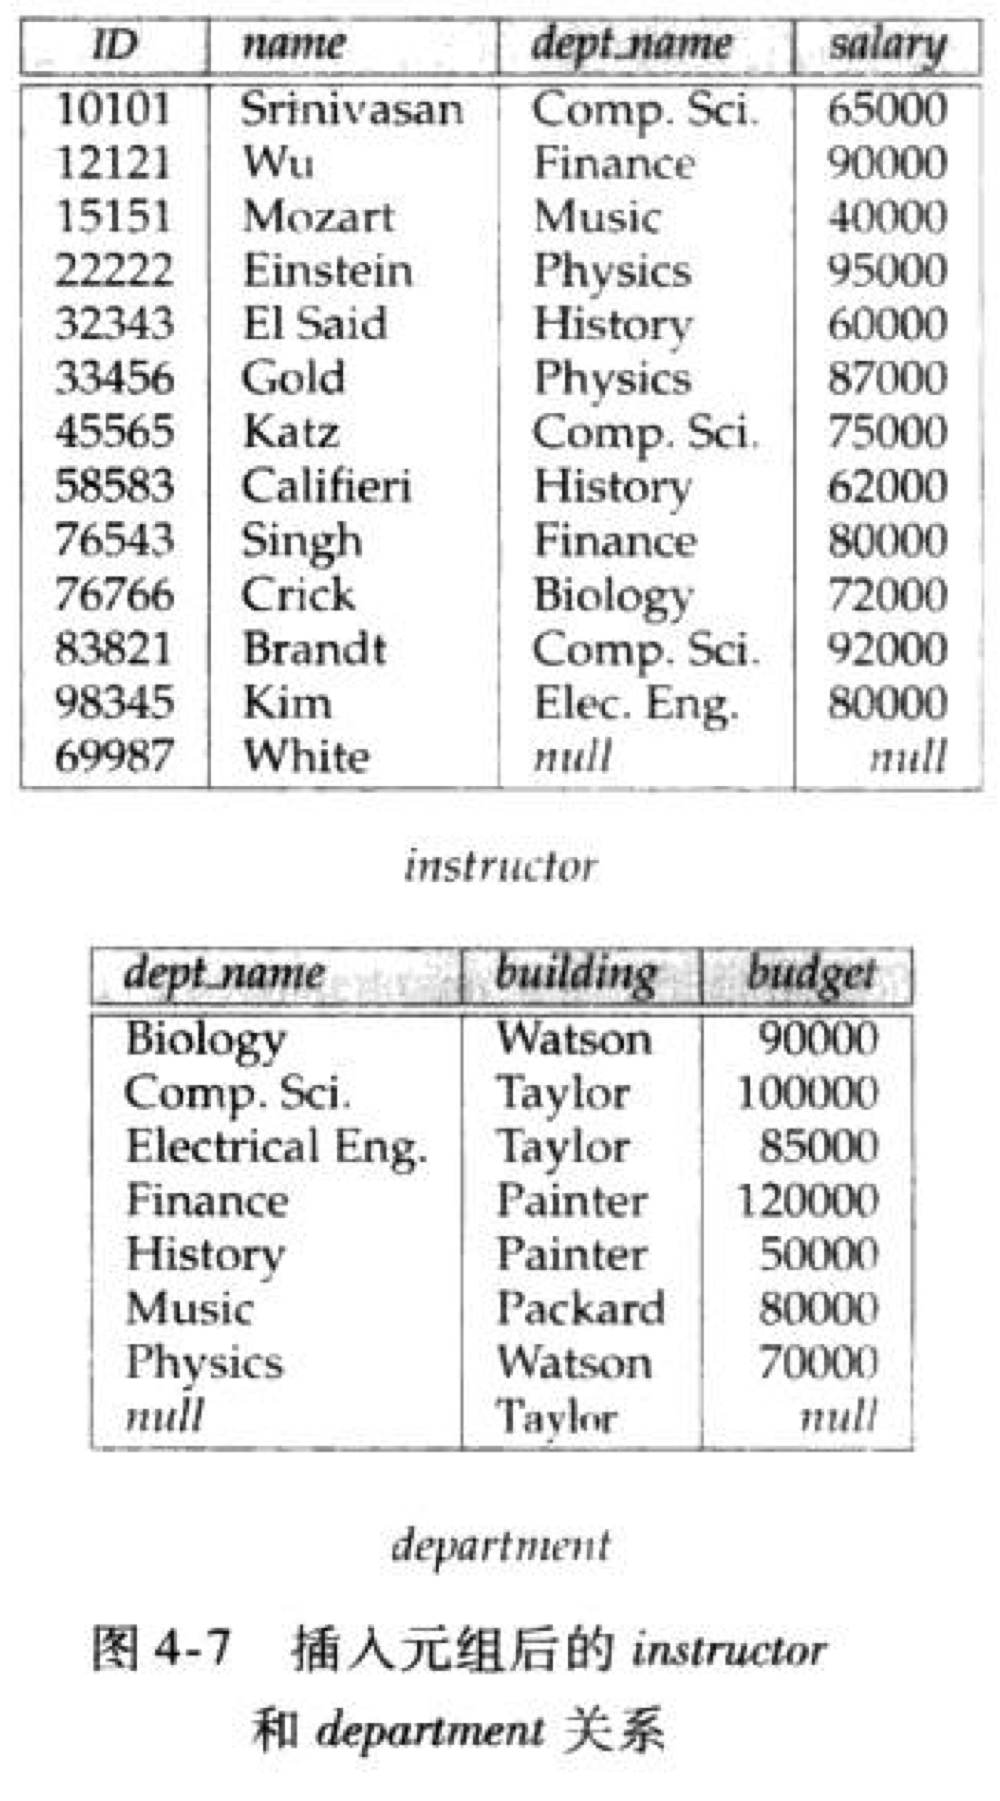 ID name dept_name salary
10101 Srinivasan Comp. Sci. 65000
12121 Wu Finance 90000
15151 Mozart Music 40000
22222 Einstein Physics 95000
32343 El Said History 60000
33456 Gold Physics 87000
45565 Katz Comp. Sci. 75000
58583 Califieri History 62000
76543 Singh Finance 80000
76766 Crick Biology 72000
83821 Brandt Comp. Sci. 92000
98345 Kim Elec. Eng. 80000
69987 White null null
instructor
dept_name building budget
Biology Watson 90000
Comp. Sci. Taylor 100000
Electrical Eng. Taylor 85000
Finance Painter 120000
History Painter 50000
Music Packard 80000
Physics Watson 70000
null Taylor null
department
图 4-7 插入元组后的 instructor
和 department 关系